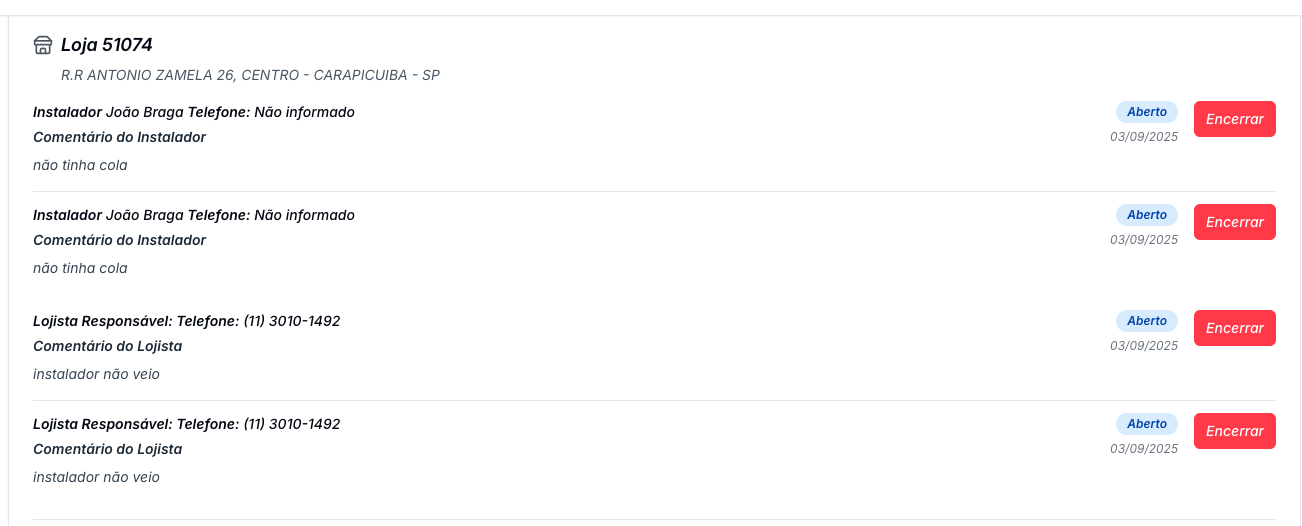 Loja 51074
R.R ANTONIO ZAMELA 26, CENTRO - CARAPICUIBA - SP
Instalador João Braga Telefone: Não informado
Aberto
Encerrar
Comentário do Instalador
03/09/2025
não tinha cola
Instalador João Braga Telefone: Não informado
Aberto
Encerrar
Comentário do Instalador
03/09/2025
não tinha cola
Lojista Responsável: Telefone: (11) 3010-1492
Aberto
Encerrar
Comentário do Lojista
03/09/2025
instalador não veio
Lojista Responsável: Telefone: (11) 3010-1492
Aberto
Encerrar
Comentário do Lojista
03/09/2025
instalador não veio